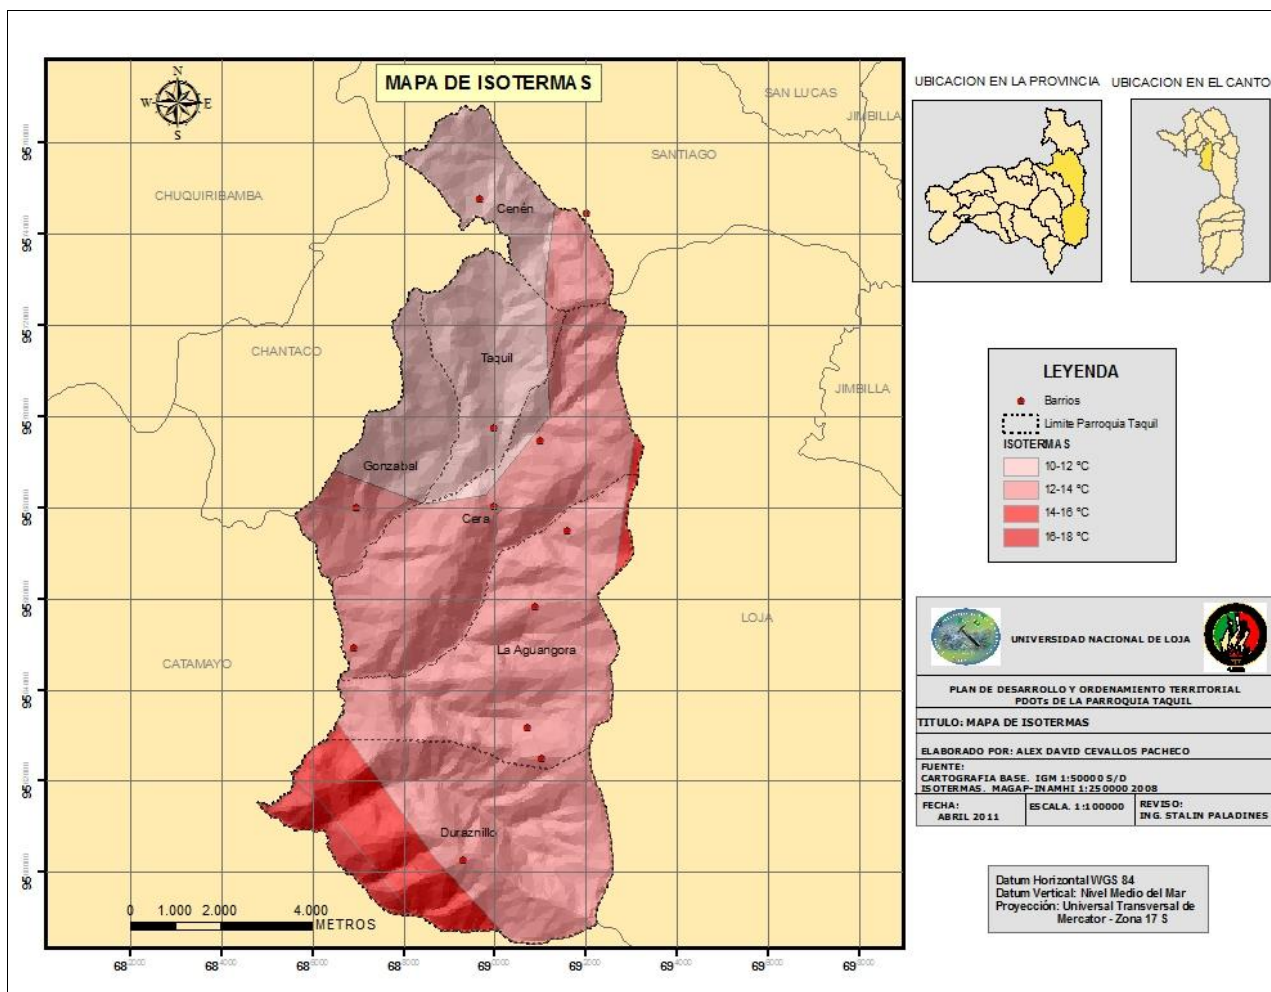 MAPA DE ISOTERMAS
N
W
E
S
SAN LUCAS
JIMBILLA
SANTIAGO
CHUQUIRIBAMBA
CHANTACO
JIMBILLA
LOJA
CATAMAYO
Cenén
Taquil
Gonzabal
Cera
La Aguangora
Duraznillo
0 1.000 2.000 4.000
METROS
UBICACION EN LA PROVINCIA
UBICACION EN EL CANTO
LEYENDA
Barrios
Limite Parroquia Taquil
ISOTERMAS
10-12 ºC
12-14 ºC
14-16 ºC
16-18 ºC
UNIVERSIDAD NACIONAL DE LOJA
PLAN DE DESARROLLO Y ORDENAMIENTO TERRITORIAL
PDOTs DE LA PARROQUIA TAQUIL
TITULO: MAPA DE ISOTERMAS
ELABORADO POR: ALEX DAVID CEVALLOS PACHECO
FUENTE:
CARTOGRAFIA BASE. IGM 1:50000 S/D
ISOTERMAS. MAGAP-INAMHI 1:250000 2008
FECHA:
ABRIL 2011
ESCALA. 1:100000
REVISO:
ING. STALIN PALADINES
Datum Horizontal WGS 84
Datum Vertical: Nivel Medio del Mar
Proyección: Universal Transversal de
Mercator - Zona 17 S